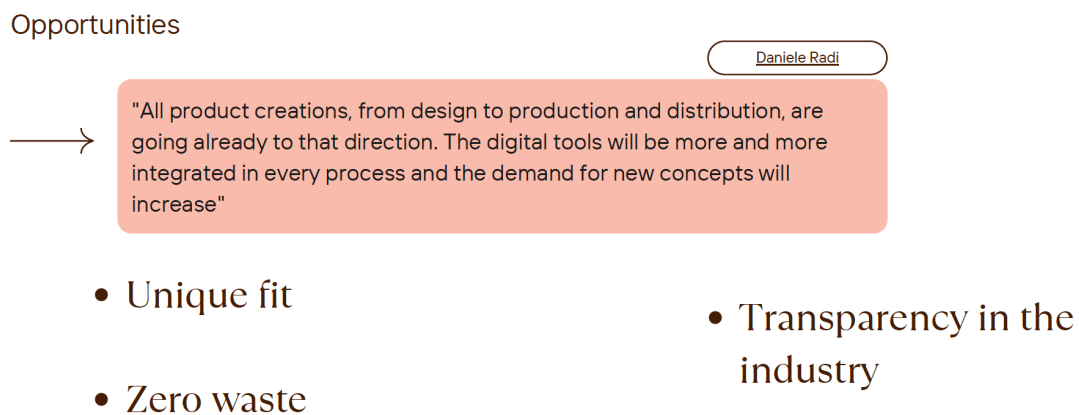 Opportunities
Daniele Radi
"All product creations, from design to production and distribution, are
going already to that direction. The digital tools will be more and more
integrated in every process and the demand for new concepts will
increase"
• Unique fit
• Transparency in the
industry
• Zero waste